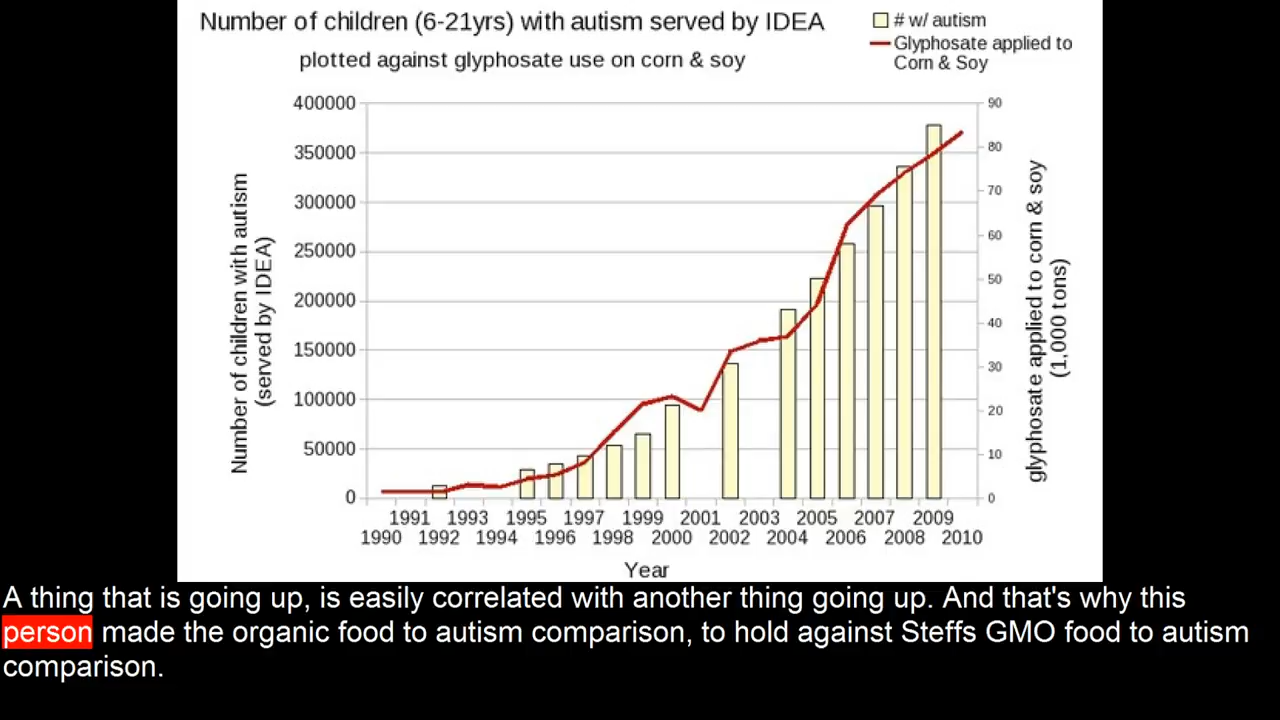 Number of children (6-21yrs) with autism served by IDEA
plotted against glyphosate use on corn & soy
# w/ autism
Glyphosate applied to
Corn & Soy
Number of children with autism
(served by IDEA)
400000
350000
300000
250000
200000
150000
100000
50000
0
90
80
70
60
50
40
30
20
10
0
glyphosate applied to corn & soy
(1,000 tons)
1991 1993 1995 1997 1999 2001 2003 2005 2007 2009
1990 1992 1994 1996 1998 2000 2002 2004 2006 2008 2010
Year
A thing that is going up, is easily correlated with another thing going up. And that's why this
person made the organic food to autism comparison, to hold against Steffs GMO food to autism
comparison.